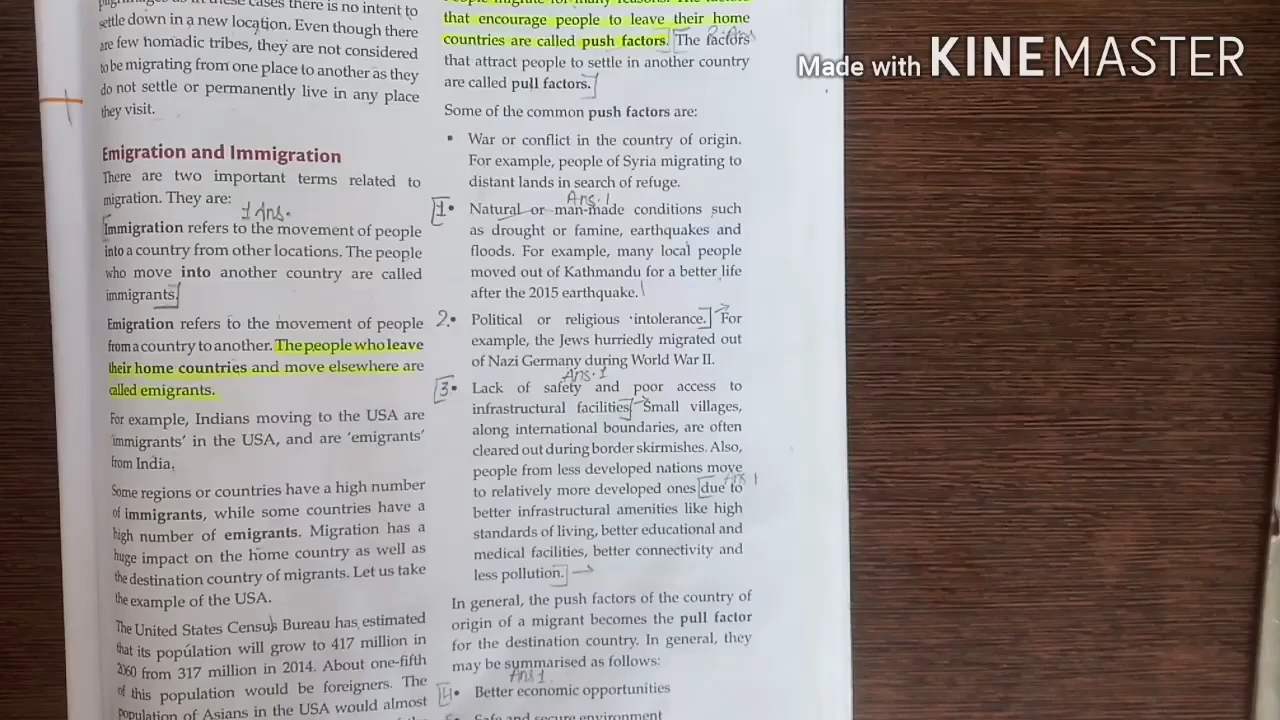 pilgrimages as in these cases there is no intent to
settle down in a new location. Even though there
are few homadic tribes, they are not considered
to be migrating from one place to another as they
do not settle or permanently live in any place
they visit.
Emigration and Immigration
There are two important terms related to
migration. They are:
1 Ans.
Immigration refers to the movement of people
into a country from other locations. The people
who move into another country are called
immigrants.
Emigration refers to the movement of people
from a country to another. The people who leave
their home countries and move elsewhere are
called emigrants.
For example, Indians moving to the USA are
immigrants' in the USA, and are 'emigrants'
from India.
Some regions or countries have a high number
of immigrants, while some countries have a
high number of emigrants. Migration has a
huge impact on the home country as well as
the destination country of migrants. Let us take
the example of the USA.
The United States Census Bureau has estimated
that its population will grow to 417 million in
2060 from 317 million in 2014. About one-fifth
of this population would be foreigners. The
population of Asians in the USA would almost
People migrate for many reasons. The factors
that encourage people to leave their home
countries are called push factors. The factors
that attract people to settle in another country
are called pull factors.
Some of the common push factors are:
• War or conflict in the country of origin.
For example, people of Syria migrating to
distant lands in search of refuge.
Ans. 1
1• Natural or man-made conditions such
as drought or famine, earthquakes and
floods. For example, many local people
moved out of Kathmandu for a better life
after the 2015 earthquake.
2.• Political or religious intolerance. For
example, the Jews hurriedly migrated out
of Nazi Germany during World War II.
Ans. 1
3• Lack of safety and poor access to
infrastructural facilities. Small villages,
along international boundaries, are often
cleared out during border skirmishes. Also,
people from less developed nations move
Ans 1
to relatively more developed ones due to
better infrastructural amenities like high
standards of living, better educational and
medical facilities, better connectivity and
less pollution.
In general, the push factors of the country of
origin of a migrant becomes the pull factor
for the destination country. In general, they
may be summarised as follows:
Ans 1.
4• Better economic opportunities
Safe and secure environment
Made with KINEMASTER